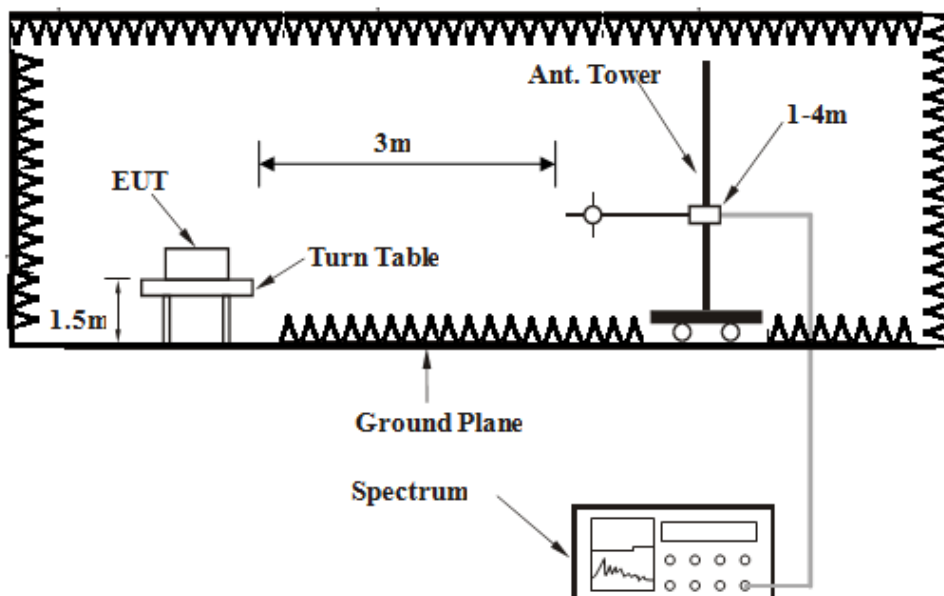 Ant. Tower
1-4m
3m
EUT
Turn Table
1.5m
Ground Plane
Spectrum